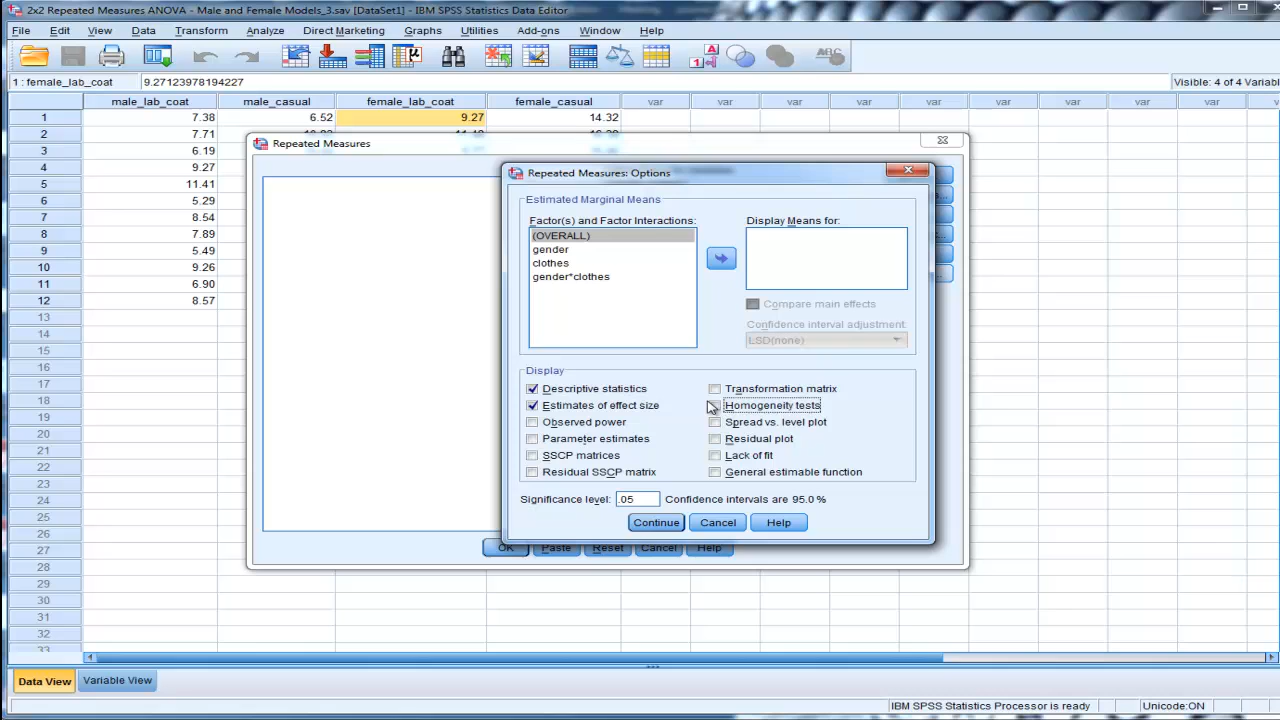 2x2 Repeated Measures ANOVA - Male and Female Models_3.sav [DataSet1] - IBM SPSS Statistics Data Editor
File Edit View Data Transform Analyze Direct Marketing Graphs Utilities Add-ons Window Help
1 : female_lab_coat 9.27123978194227 Visible: 4 of 4 Variab
male_lab_coat male_casual female_lab_coat female_casual var var var var var var var var var
1 7.38 6.52 9.27 14.32
2 7.71
3 6.19
4 9.27
5 11.41
6 5.29
7 8.54
8 7.89
9 5.49
10 9.26
11 6.90
12 8.57
13
14
15
16
17
18
19
20
21
22
23
24
25
26
27
28
29
30
31
32
33
Repeated Measures
OK Paste Reset Cancel Help
Repeated Measures: Options
Estimated Marginal Means
Factor(s) and Factor Interactions:
(OVERALL)
gender
clothes
gender*clothes
Display Means for:
Compare main effects
Confidence interval adjustment:
LSD(none)
Display
Descriptive statistics
Estimates of effect size
Observed power
Parameter estimates
SSCP matrices
Residual SSCP matrix
Transformation matrix
Homogeneity tests
Spread vs. level plot
Residual plot
Lack of fit
General estimable function
Significance level: .05 Confidence intervals are 95.0 %
Continue Cancel Help
Data View Variable View
IBM SPSS Statistics Processor is ready Unicode:ON